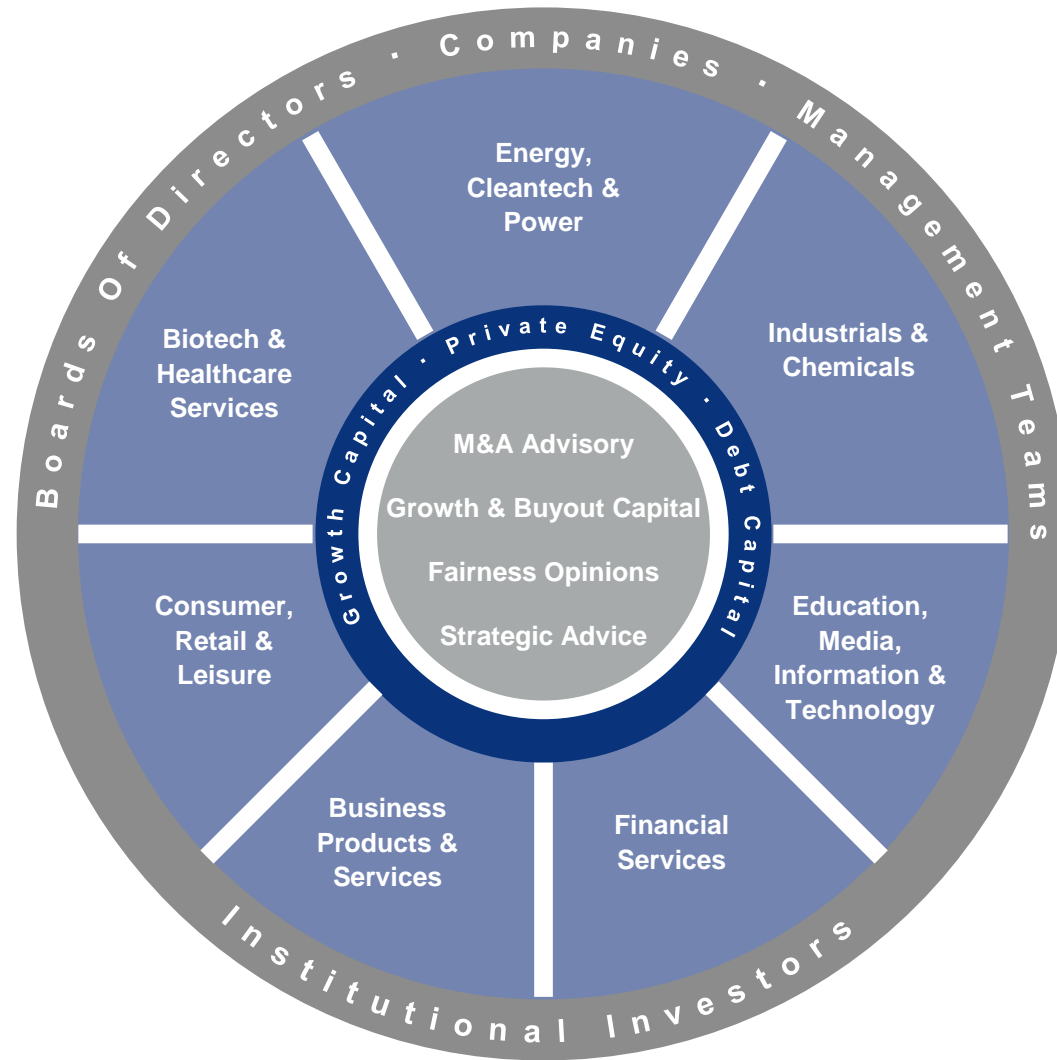 Boards Of Directors · Companies · Management Teams
Energy,
Cleantech &
Power
Biotech &
Healthcare
Services
Industrials &
Chemicals
Growth Capital · Private Equity · Debt Capital
M&A Advisory
Growth & Buyout Capital
Fairness Opinions
Strategic Advice
Consumer,
Retail &
Leisure
Education,
Media,
Information &
Technology
Business
Products &
Services
Financial
Services
Institutional Investors